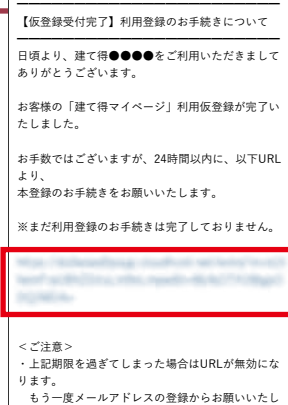 【仮登録受付完了】利用登録のお手続きについて
日頃より、建て得●●●●をご利用いただきまして
ありがとうございます。
お客様の「建て得マイページ」利用仮登録が完了い
たしました。
お手数ではございますが、24時間以内に、以下URL
より、
本登録のお手続きをお願いいたします。
※まだ利用登録のお手続きは完了しておりません。
＜ご注意＞
・上記期限を過ぎてしまった場合はURLが無効にな
ります。
もう一度メールアドレスの登録からお願いいたし